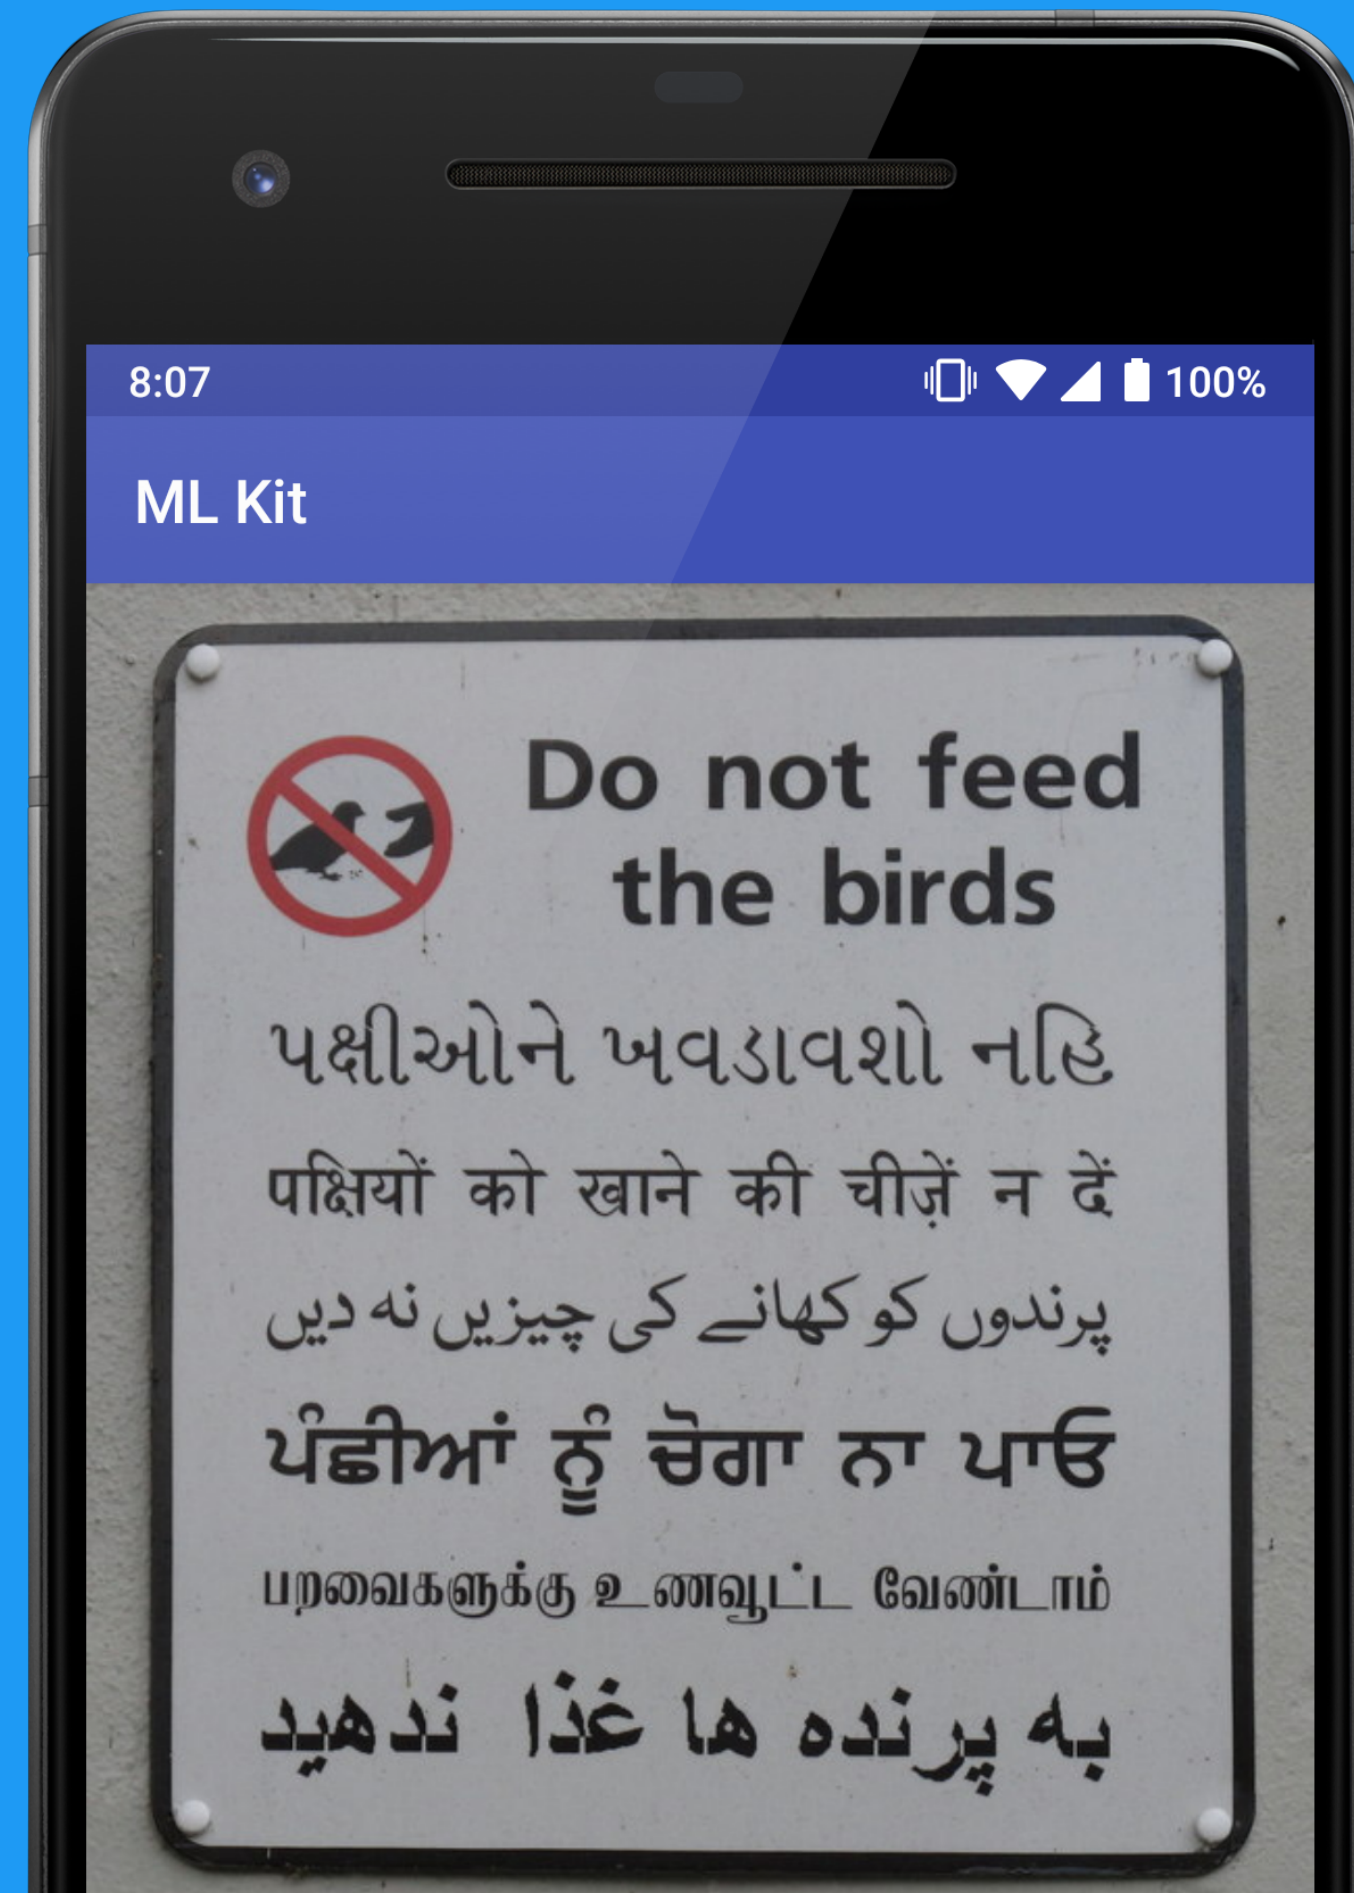 8:07 100%
ML Kit
Do not feed
the birds
પક્ષીઓને ખવડાવશો નહિ
पक्षियों को खाने की चीज़ें न दें
پرندوں کو کھانے کی چیزیں نہ دیں
ਪੰਛੀਆਂ ਨੂੰ ਚੋਗਾ ਨਾ ਪਾਓ
பறவைகளுக்கு உணவூட்ட வேண்டாம்
به پرنده ها غذا ندهید